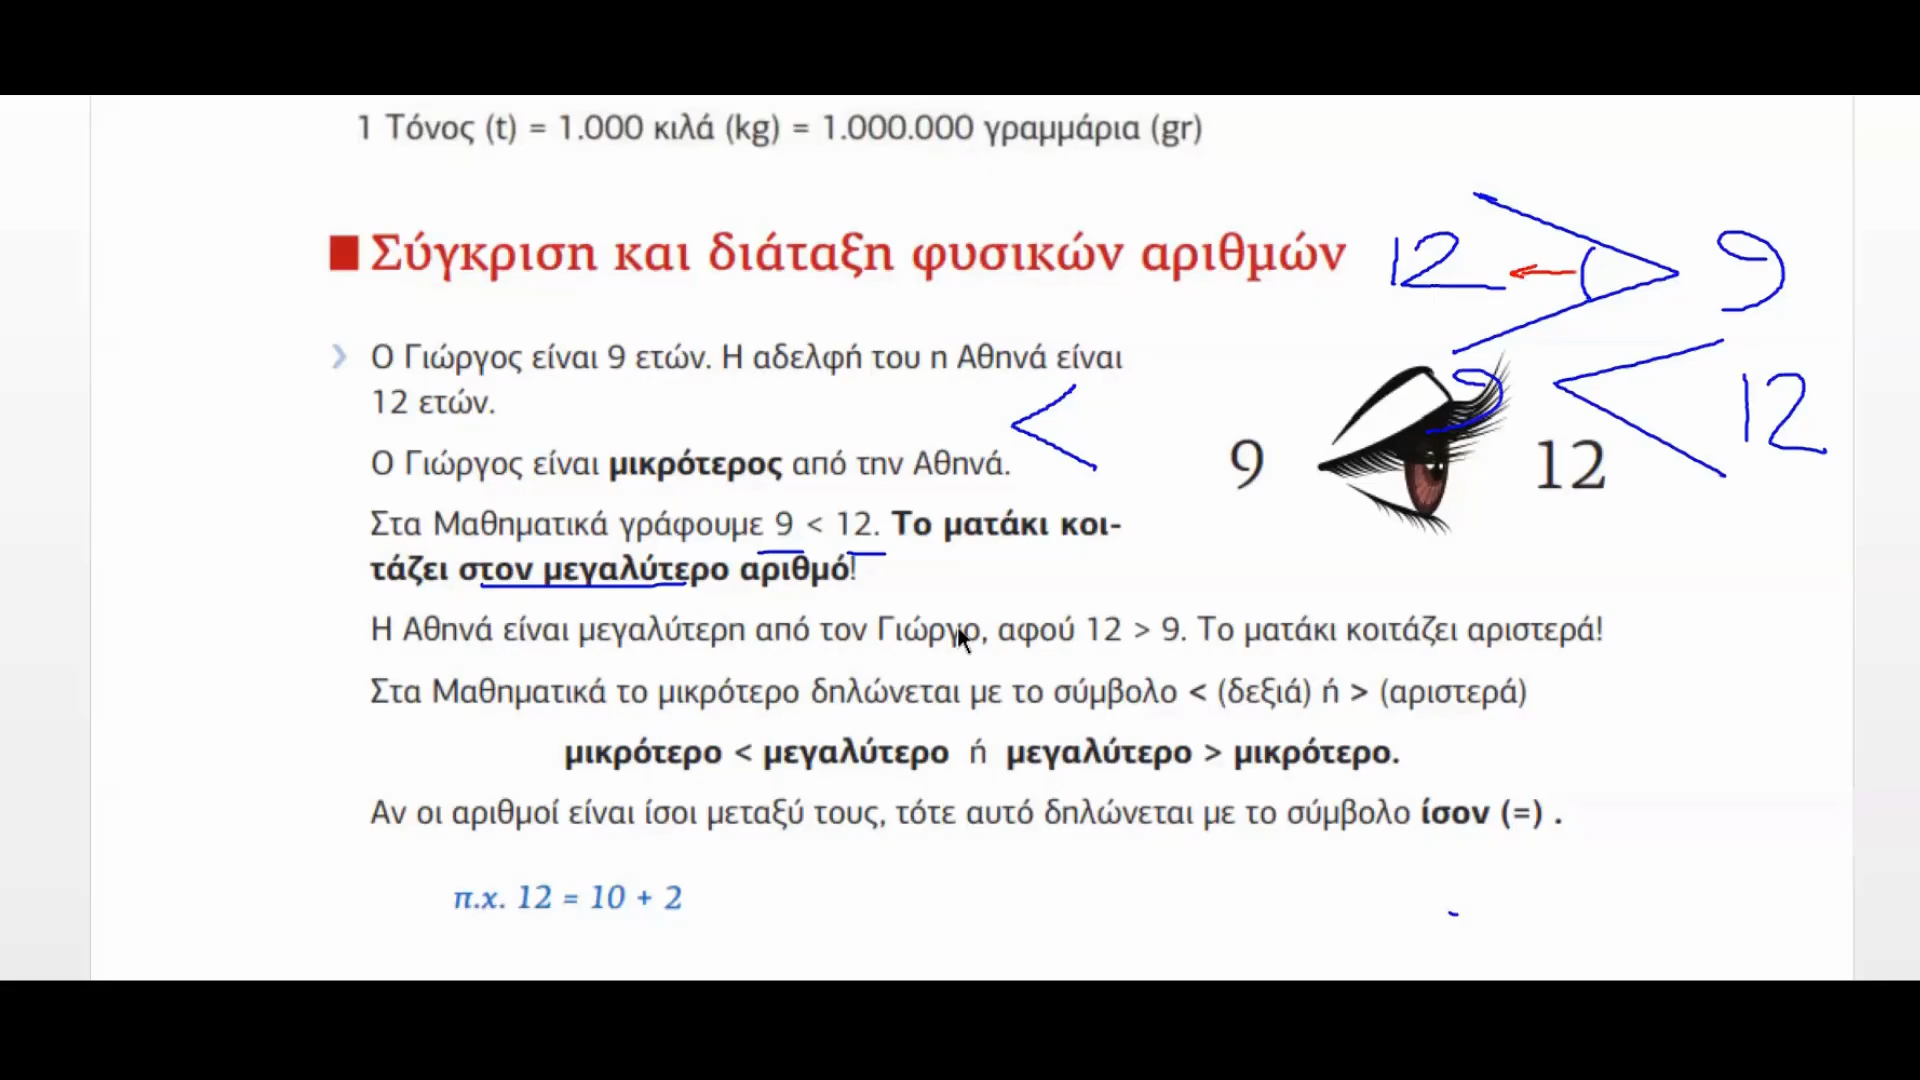 1 Τόνος (t) = 1.000 κιλά (kg) = 1.000.000 γραμμάρια (gr)
Σύγκριση και διάταξη φυσικών αριθμών
12 > 9
Ο Γιώργος είναι 9 ετών. Η αδελφή του η Αθηνά είναι
12 ετών.
<
9 < 12
Ο Γιώργος είναι μικρότερος από την Αθηνά.
9 12
Στα Μαθηματικά γράφουμε 9 < 12. Το ματάκι κοι-
τάζει στον μεγαλύτερο αριθμό!
Η Αθηνά είναι μεγαλύτερη από τον Γιώργο, αφού 12 > 9. Το ματάκι κοιτάζει αριστερά!
Στα Μαθηματικά το μικρότερο δηλώνεται με το σύμβολο < (δεξιά) ή > (αριστερά)
μικρότερο < μεγαλύτερο ή μεγαλύτερο > μικρότερο.
Αν οι αριθμοί είναι ίσοι μεταξύ τους, τότε αυτό δηλώνεται με το σύμβολο ίσον (=) .
π.χ. 12 = 10 + 2